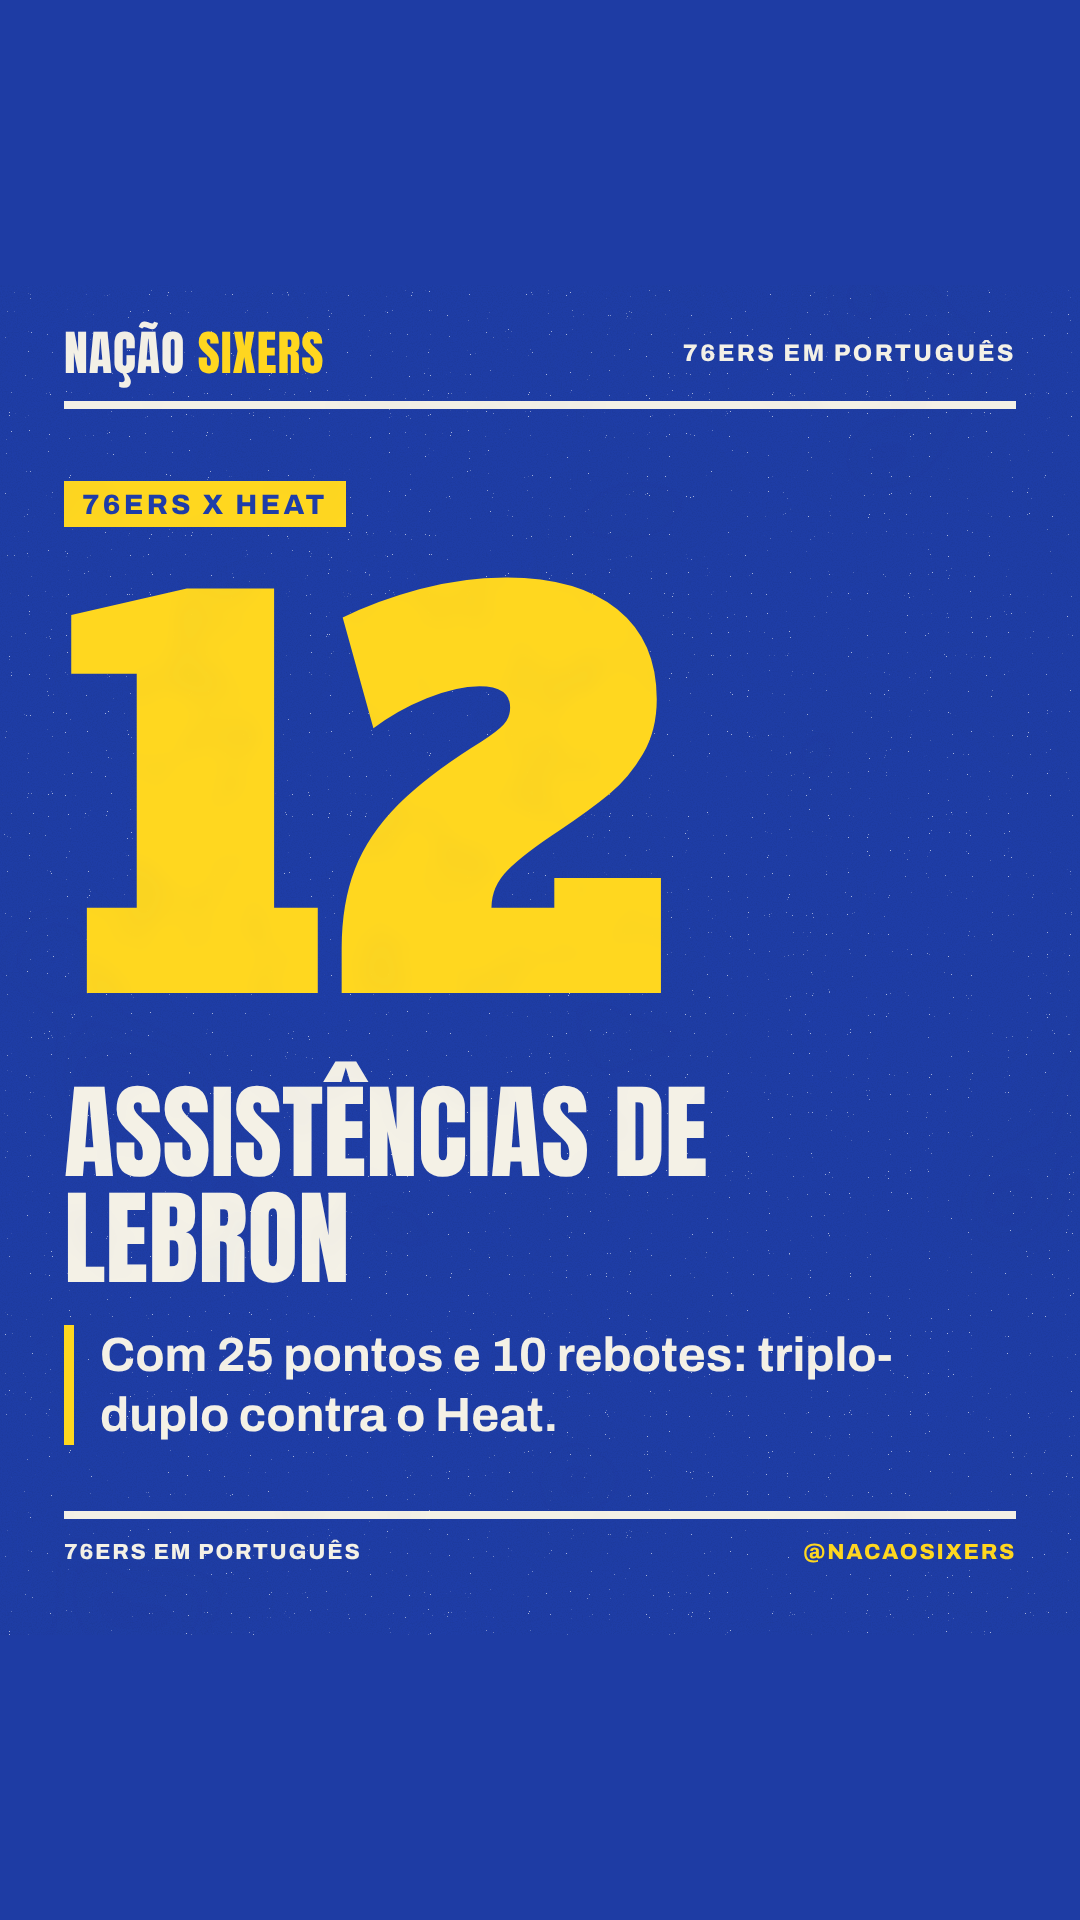 NAÇÃO SIXERS
76ERS EM PORTUGUÊS
76ERS X HEAT
12
ASSISTÊNCIAS DE
LEBRON
Com 25 pontos e 10 rebotes: triplo-
duplo contra o Heat.
76ERS EM PORTUGUÊS
@NACAOSIXERS